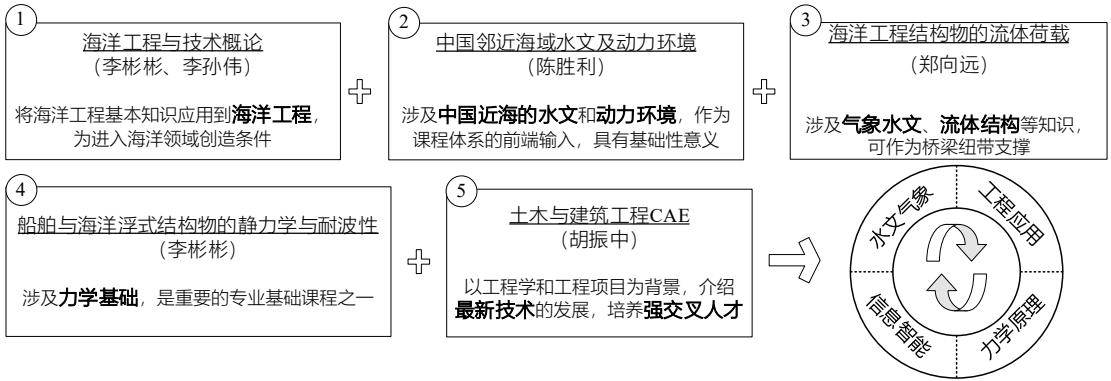 1
海洋工程与技术概论
（李彬彬、李孙伟）
将海洋工程基本知识应用到海洋工程，
为进入海洋领域创造条件
2
中国邻近海域水文及动力环境
（陈胜利）
涉及中国近海的水文和动力环境，作为
课程体系的前端输入，具有基础性意义
3
海洋工程结构物的流体荷载
（郑向远）
涉及气象水文、流体结构等知识，
可作为桥梁纽带支撑
4
船舶与海洋浮式结构物的静力学与耐波性
（李彬彬）
涉及力学基础，是重要的专业基础课程之一
5
土木与建筑工程CAE
（胡振中）
以工程学和工程项目为背景，介绍
最新技术的发展，培养强交叉人才
水文气象
工程应用
信息智能
力学原理